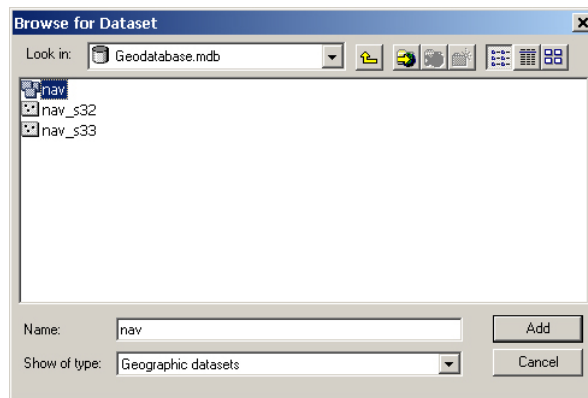 Browse for Dataset
Look in: Geodatabase.mdb
nav
nav_s32
nav_s33
Name: nav
Add
Show of type: Geographic datasets
Cancel